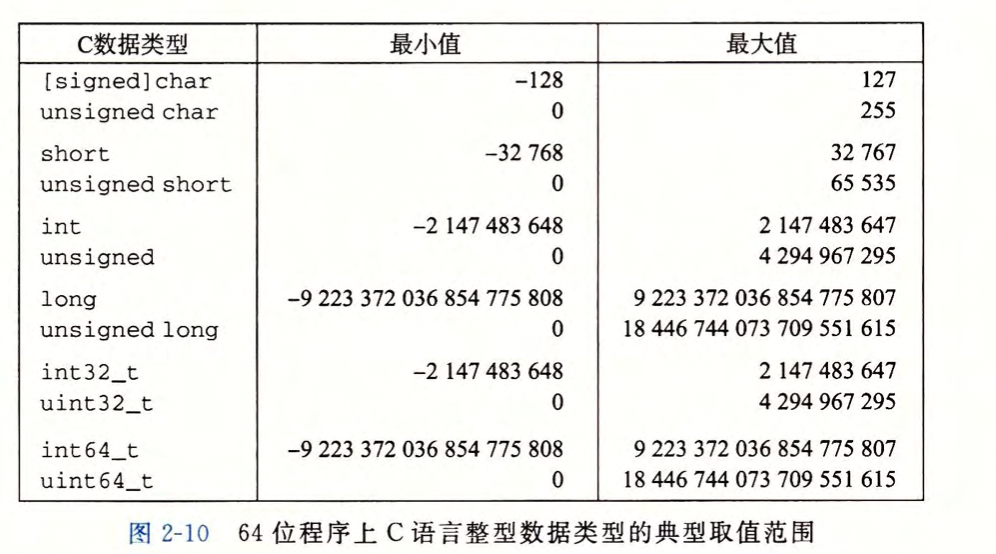 C数据类型 最小值 最大值
[signed]char −128 127
unsigned char 0 255
short −32 768 32 767
unsigned short 0 65 535
int −2 147 483 648 2 147 483 647
unsigned 0 4 294 967 295
long −9 223 372 036 854 775 808 9 223 372 036 854 775 807
unsigned long 0 18 446 744 073 709 551 615
int32_t −2 147 483 648 2 147 483 647
uint32_t 0 4 294 967 295
int64_t −9 223 372 036 854 775 808 9 223 372 036 854 775 807
uint64_t 0 18 446 744 073 709 551 615
图 2-10 64 位程序上 C 语言整型数据类型的典型取值范围